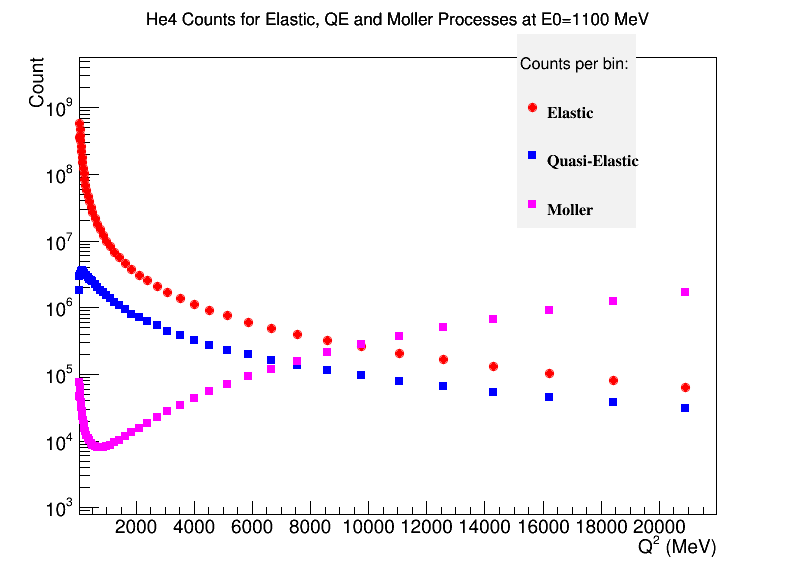 He4 Counts for Elastic, QE and Moller Processes at E0=1100 MeV
Count
Counts per bin:
Elastic
Quasi-Elastic
Moller
10⁹
10⁸
10⁷
10⁶
10⁵
10⁴
10³
2000 4000 6000 8000 10000 12000 14000 16000 18000 20000
Q² (MeV)